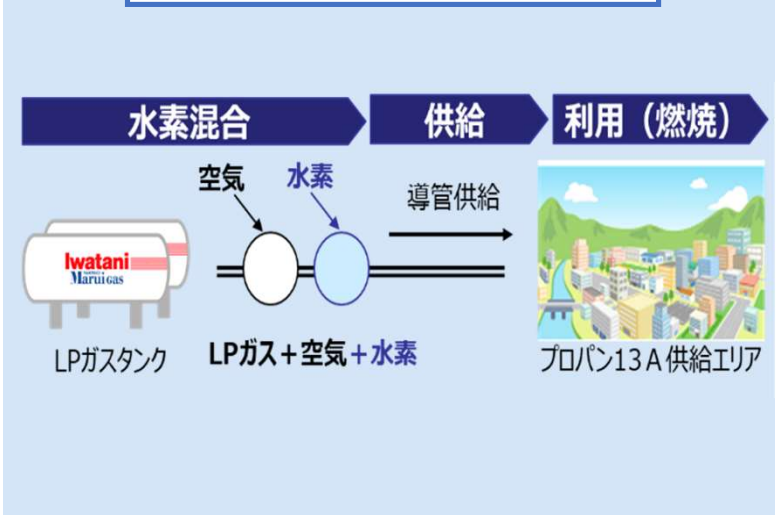 水素混合
供給
利用（燃焼）
空気
水素
導管供給
Iwatani
Marui gas
LPガスタンク
LPガス+空気+水素
プロパン13A供給エリア